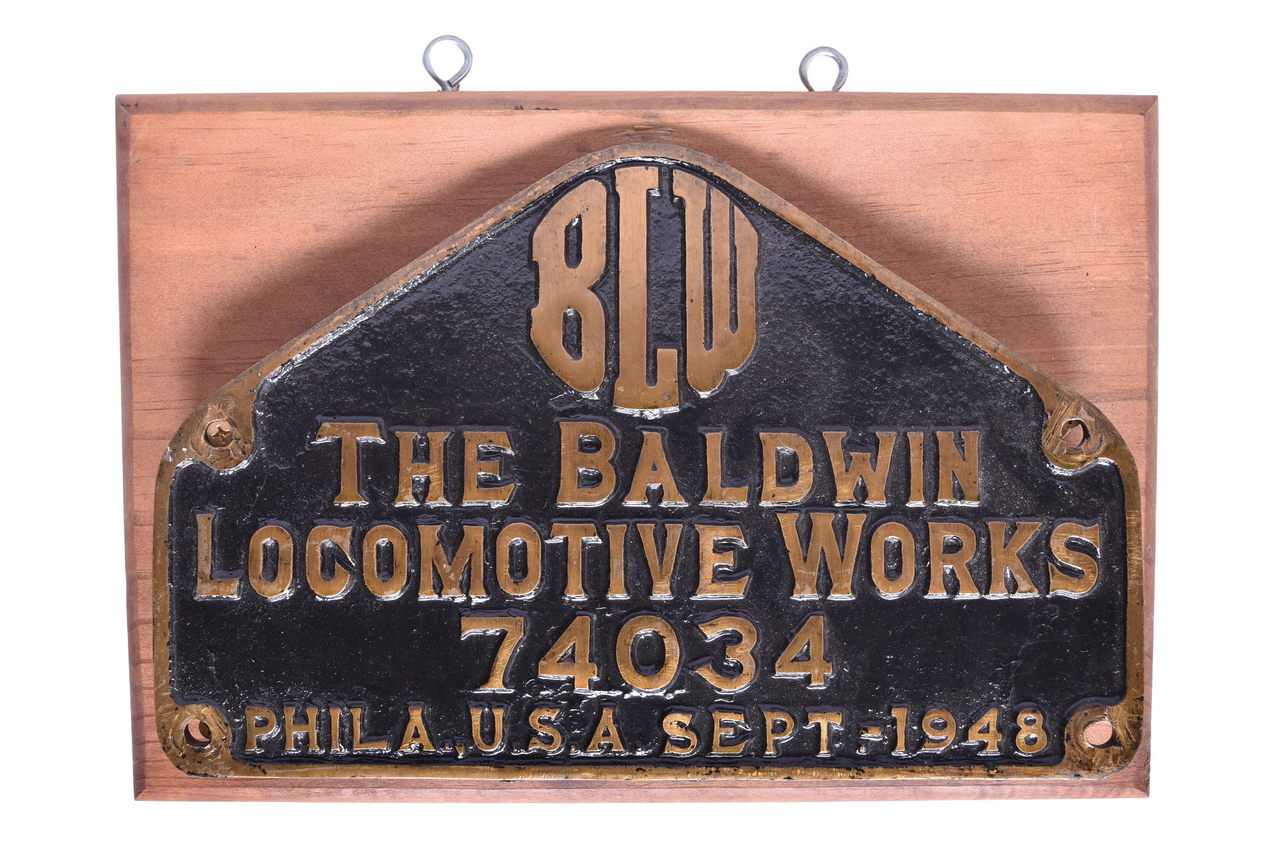 BLW
THE BALDWIN
LOCOMOTIVE WORKS
74034
PHILA., U.S.A. SEPT.-1948